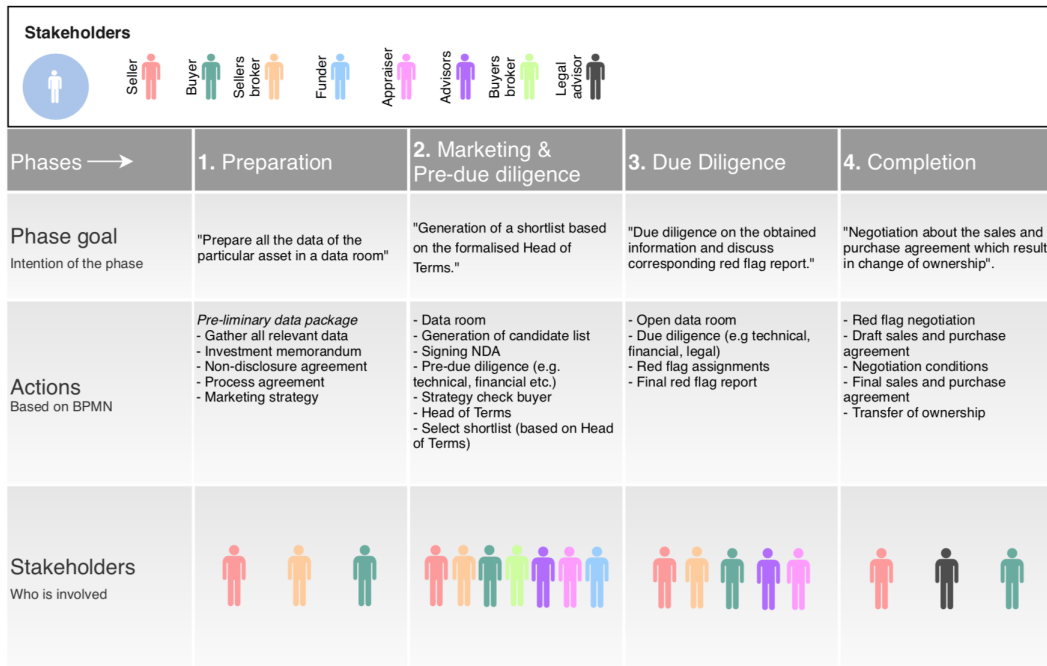 Stakeholders
Seller
Buyer
Sellers
broker
Funder
Appraiser
Advisors
Buyers
broker
Legal
advisor
Phases
1. Preparation
2. Marketing &
Pre-due diligence
3. Due Diligence
4. Completion
Phase goal
Intention of the phase
"Prepare all the data of the
particular asset in a data room"
"Generation of a shortlist based
on the formalised Head of
Terms."
"Due diligence on the obtained
information and discuss
corresponding red flag report."
"Negotiation about the sales and
purchase agreement which result
in change of ownership".
Actions
Based on BPMN
Pre-liminary data package
- Gather all relevant data
- Investment memorandum
- Non-disclosure agreement
- Process agreement
- Marketing strategy
- Data room
- Generation of candidate list
- Signing NDA
- Pre-due diligence (e.g.
technical, financial etc.)
- Strategy check buyer
- Head of Terms
- Select shortlist (based on Head
of Terms)
- Open data room
- Due diligence (e.g technical,
financial, legal)
- Red flag assignments
- Final red flag report
- Red flag negotiation
- Draft sales and purchase
agreement
- Negotiation conditions
- Final sales and purchase
agreement
- Transfer of ownership
Stakeholders
Who is involved